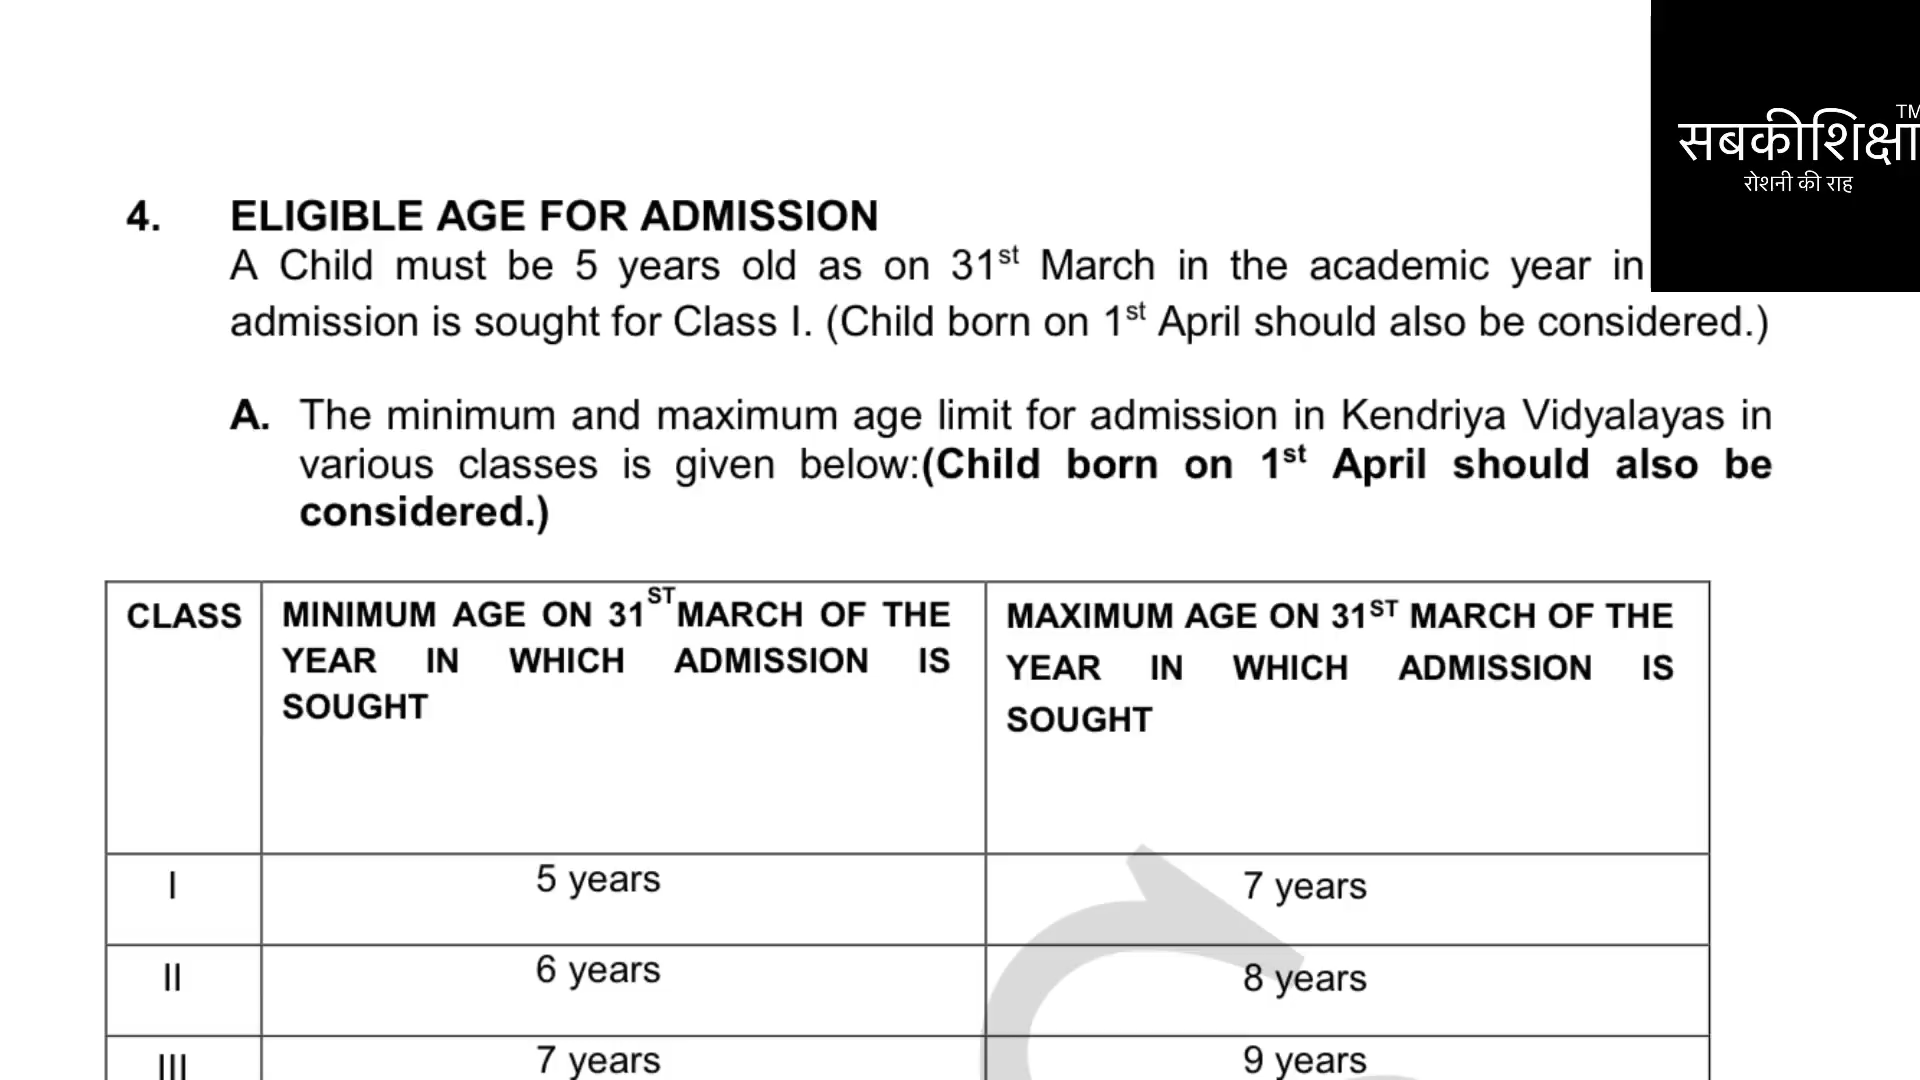 TM
सबकीशिक्षा
रोशनी की राह
4. ELIGIBLE AGE FOR ADMISSION
A Child must be 5 years old as on 31st March in the academic year in
admission is sought for Class I. (Child born on 1st April should also be considered.)
A. The minimum and maximum age limit for admission in Kendriya Vidyalayas in
various classes is given below:(Child born on 1st April should also be
considered.)
CLASS
MINIMUM AGE ON 31ST MARCH OF THE
YEAR IN WHICH ADMISSION IS
SOUGHT
MAXIMUM AGE ON 31ST MARCH OF THE
YEAR IN WHICH ADMISSION IS
SOUGHT
I 5 years 7 years
II 6 years 8 years
III 7 years 9 years